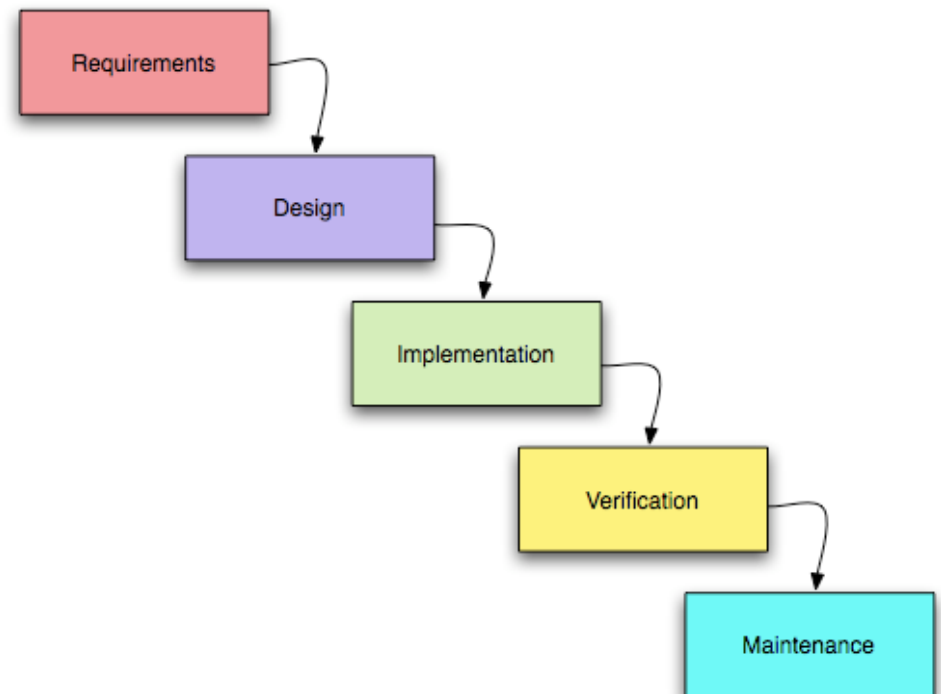 Requirements
Design
Implementation
Verification
Maintenance